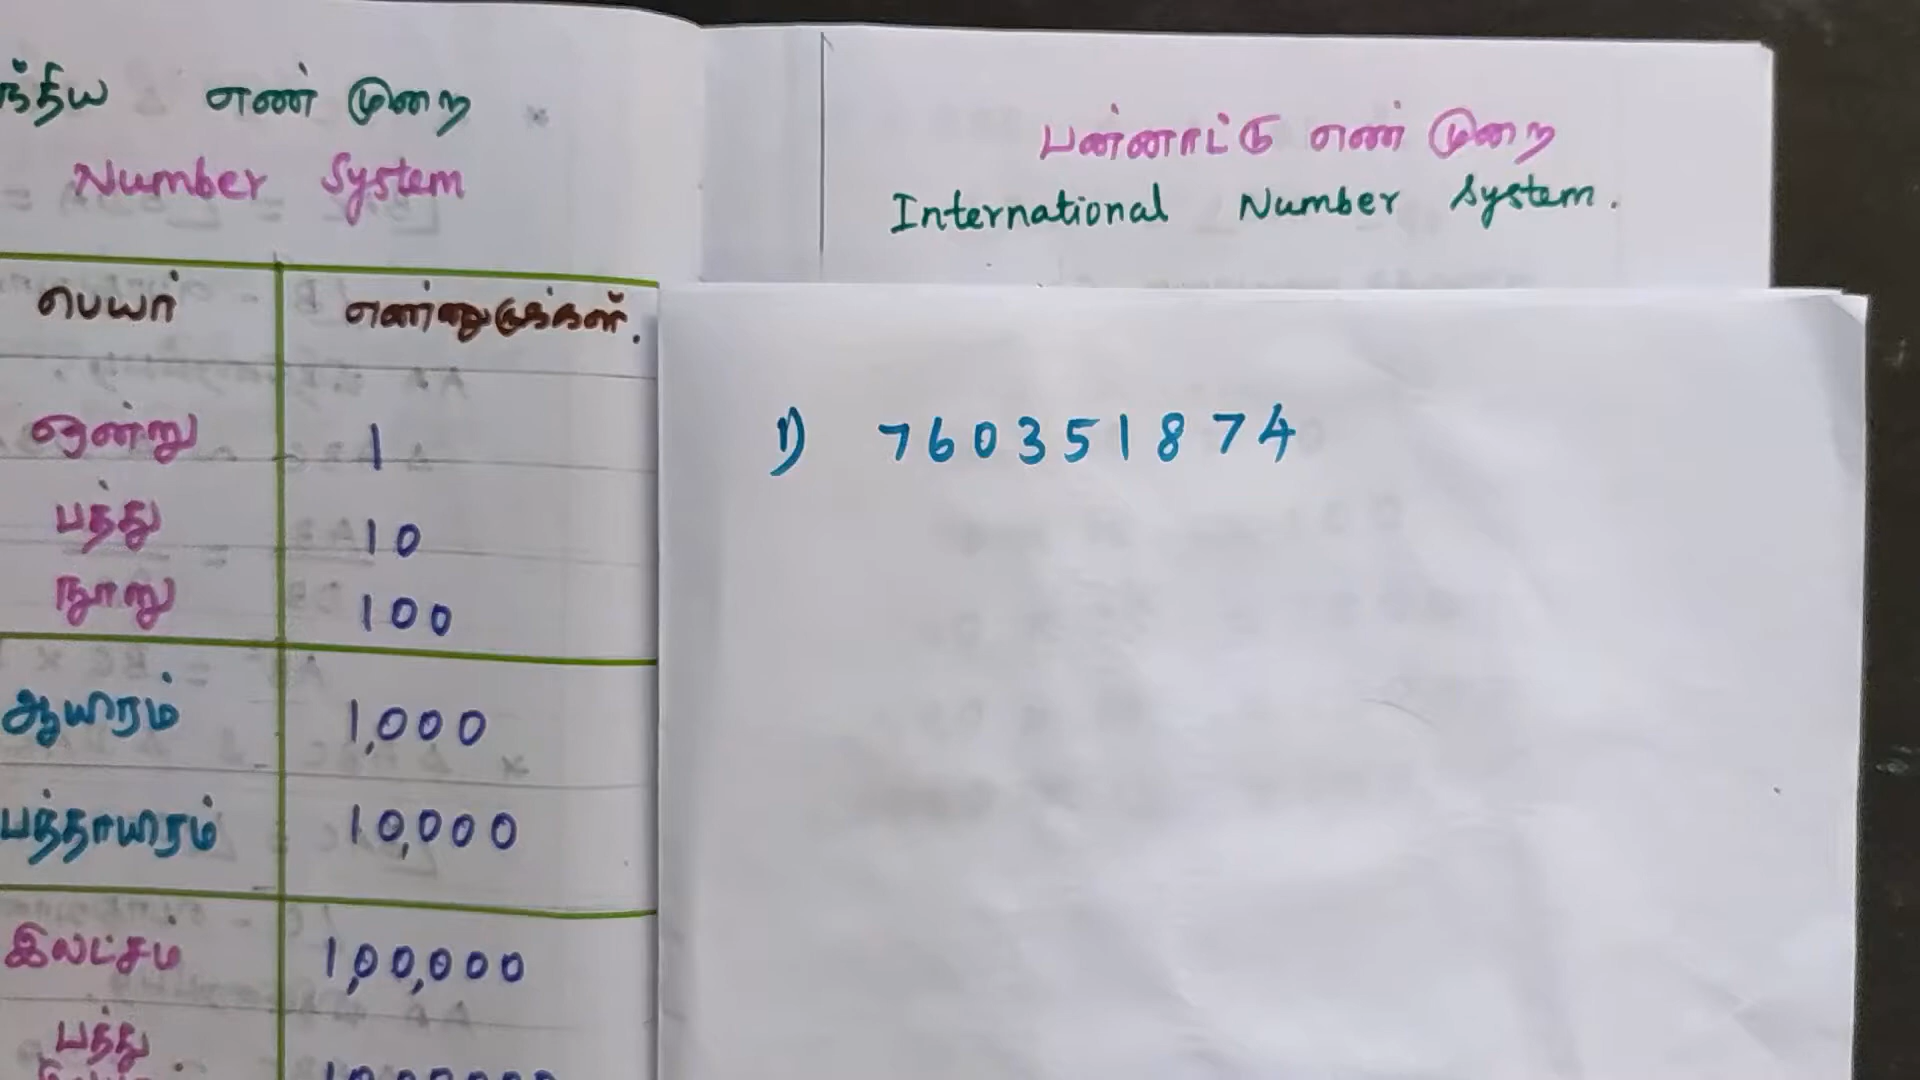 ந்திய எண் முறை
Number System
பன்னாட்டு எண் முறை
International Number System.
பெயர் எண்ணுருக்கள்.
ஒன்று 1
பத்து 10
நூறு 100
ஆயிரம் 1,000
பத்தாயிரம் 10,000
இலட்சம் 1,00,000
பத்து
1) 760351874